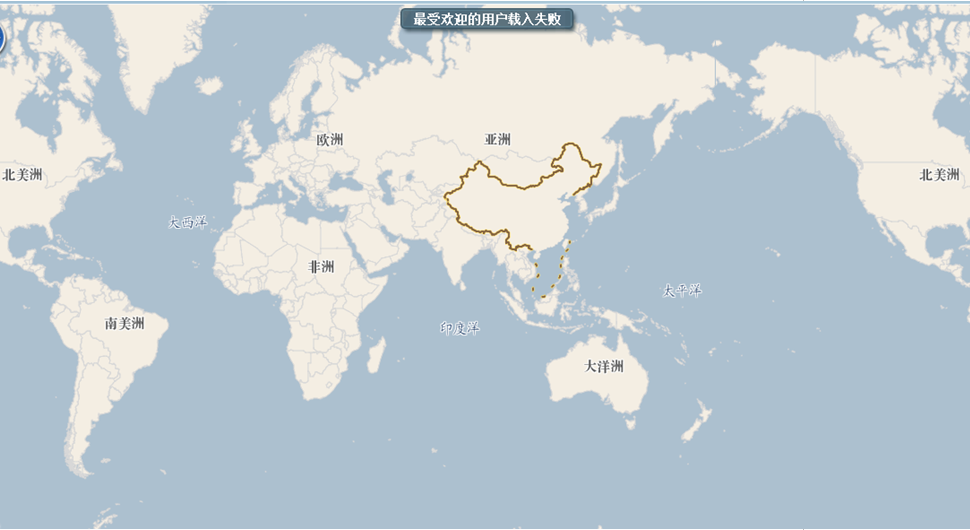 最受欢迎的用户载入失败
欧洲
亚洲
北美洲
北美洲
大西洋
非洲
太平洋
南美洲
印度洋
大洋洲